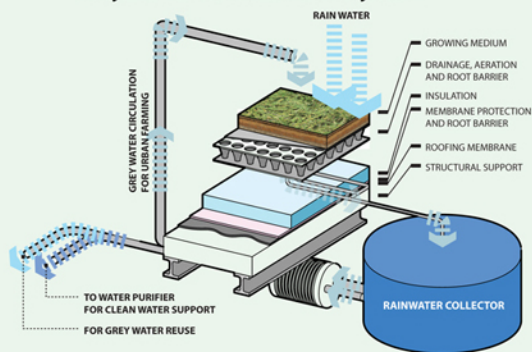 RAIN WATER
GROWING MEDIUM
DRAINAGE, AERATION
AND ROOT BARRIER
INSULATION
MEMBRANE PROTECTION
AND ROOT BARRIER
ROOFING MEMBRANE
STRUCTURAL SUPPORT
GREY WATER CIRCULATION
FOR URBAN FARMING
RAINWATER COLLECTOR
TO WATER PURIFIER
FOR CLEAN WATER SUPPORT
FOR GREY WATER REUSE